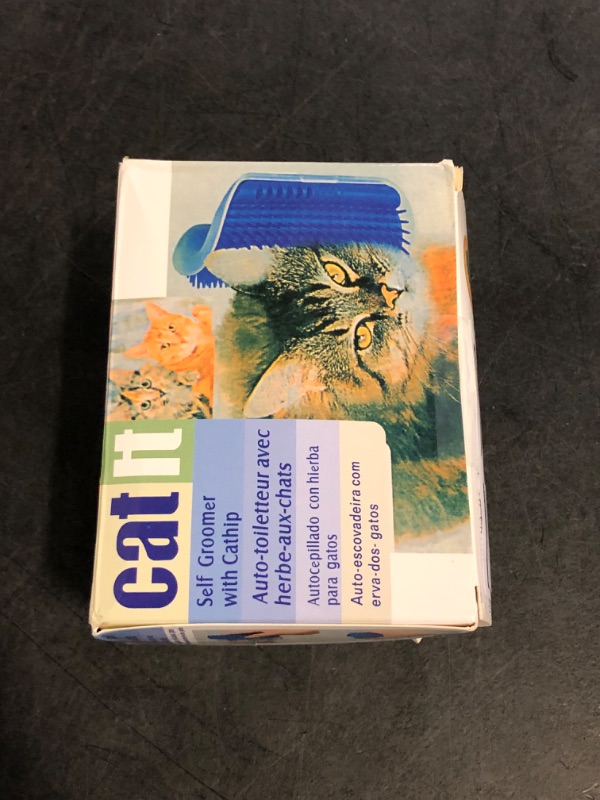 cat It
Self Groomer
with Cathip
Auto-toiletteur avec
herbe-aux-chats
Autocepillado con hierba
para gatos
Auto-escovadeira com
erva-dos- gatos